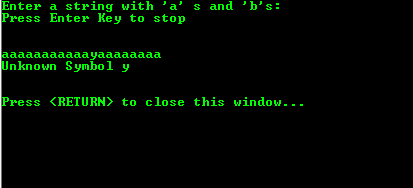 Enter a string with 'a' s and 'b's:
Press Enter Key to stop
aaaaaaaaaaayaaaaaaaa
Unknown Symbol y
Press <RETURN> to close this window...